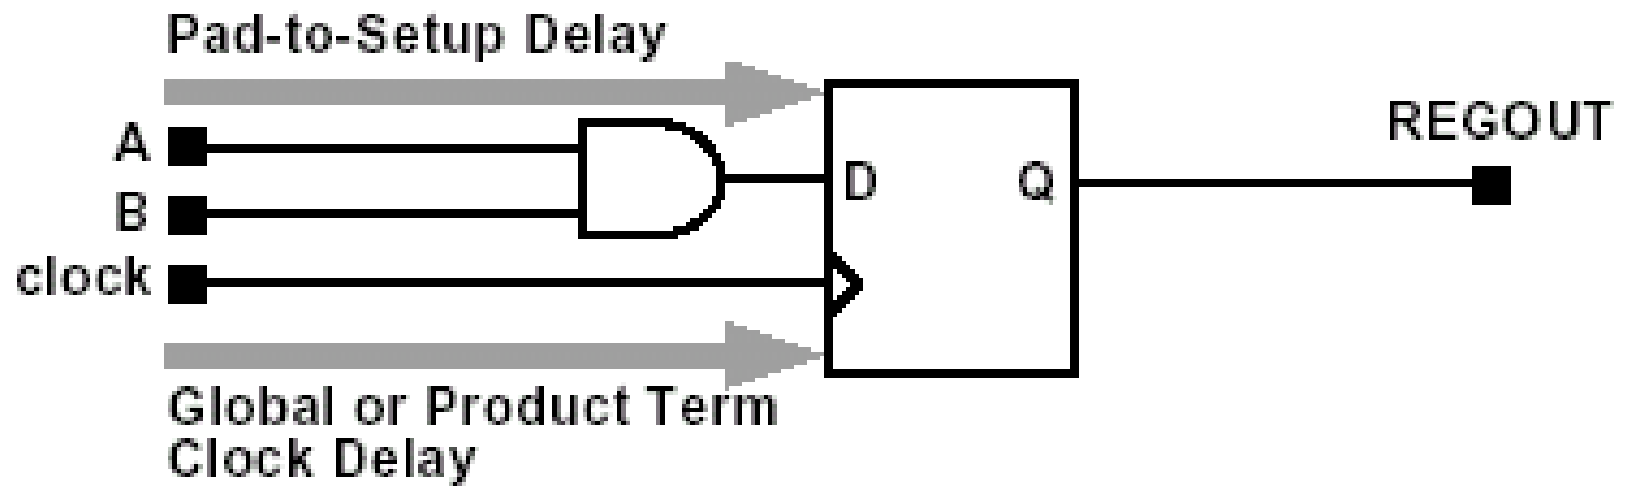 Pad-to-Setup Delay
A
B
clock
D
Q
REGOUT
Global or Product Term
Clock Delay